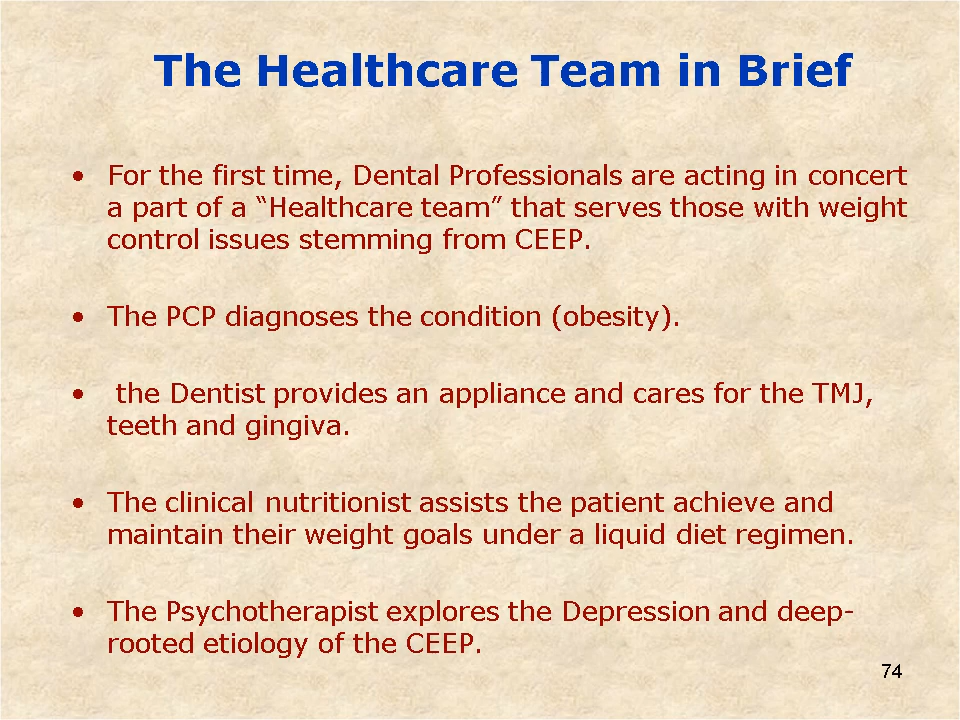 The Healthcare Team in Brief
• For the first time, Dental Professionals are acting in concert
a part of a “Healthcare team” that serves those with weight
control issues stemming from CEEP.
• The PCP diagnoses the condition (obesity).
• the Dentist provides an appliance and cares for the TMJ,
teeth and gingiva.
• The clinical nutritionist assists the patient achieve and
maintain their weight goals under a liquid diet regimen.
• The Psychotherapist explores the Depression and deep-
rooted etiology of the CEEP.
74